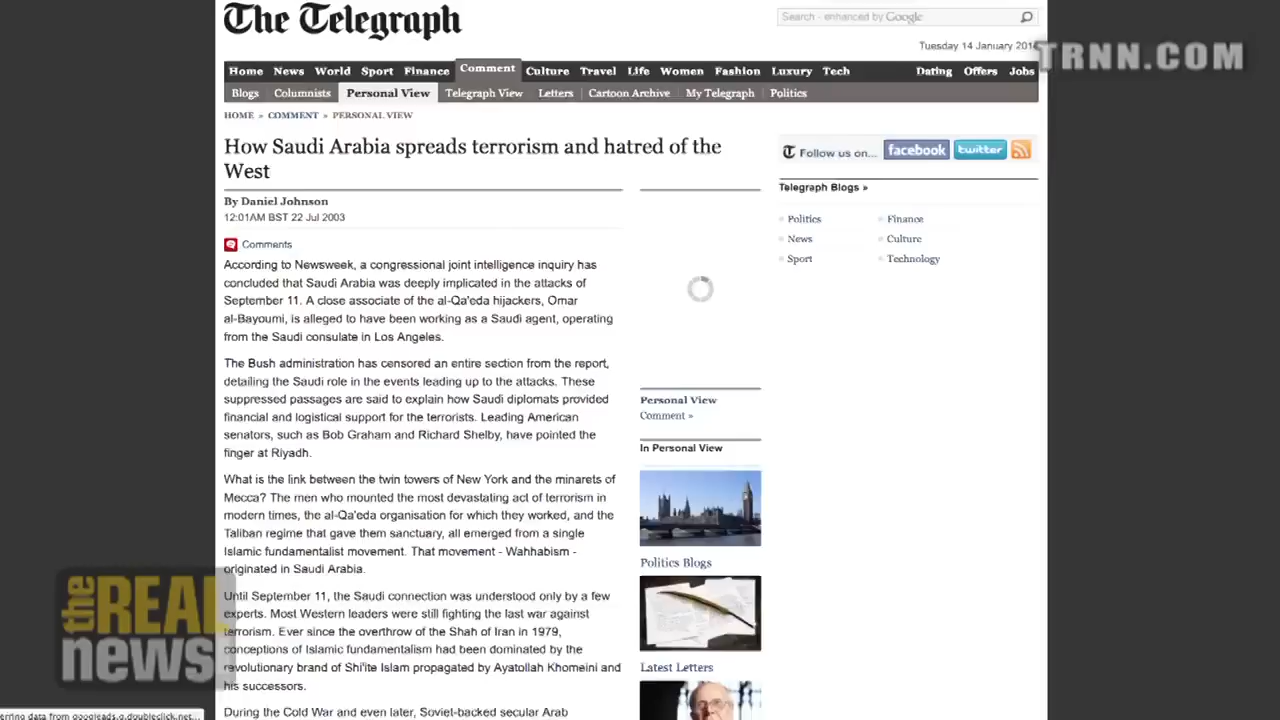 The Telegraph
Search - enhanced by Google
Tuesday 14 January
TRNN.COM
Home News World Sport Finance Comment Culture Travel Life Women Fashion Luxury Tech Dating Offers Jobs
Blogs Columnists Personal View Telegraph View Letters Cartoon Archive My Telegraph Politics
HOME » COMMENT » PERSONAL VIEW
How Saudi Arabia spreads terrorism and hatred of the
West
By Daniel Johnson
12:01AM BST 22 Jul 2003
Comments
According to Newsweek, a congressional joint intelligence inquiry has
concluded that Saudi Arabia was deeply implicated in the attacks of
September 11. A close associate of the al-Qa'eda hijackers, Omar
al-Bayoumi, is alleged to have been working as a Saudi agent, operating
from the Saudi consulate in Los Angeles.
The Bush administration has censored an entire section from the report,
detailing the Saudi role in the events leading up to the attacks. These
suppressed passages are said to explain how Saudi diplomats provided
financial and logistical support for the terrorists. Leading American
senators, such as Bob Graham and Richard Shelby, have pointed the
finger at Riyadh.
What is the link between the twin towers of New York and the minarets of
Mecca? The men who mounted the most devastating act of terrorism in
modern times, the al-Qa'eda organisation for which they worked, and the
Taliban regime that gave them sanctuary, all emerged from a single
Islamic fundamentalist movement. That movement - Wahhabism -
originated in Saudi Arabia.
Until September 11, the Saudi connection was understood only by a few
experts. Most Western leaders were still fighting the last war against
terrorism. Ever since the overthrow of the Shah of Iran in 1979,
conceptions of Islamic fundamentalism had been dominated by the
revolutionary brand of Shi'ite Islam propagated by Ayatollah Khomeini and
his successors.
During the Cold War and even later, Soviet-backed secular Arab
Personal View
Comment »
In Personal View
Politics Blogs
Latest Letters
Follow us on... facebook twitter
Telegraph Blogs »
Politics Finance
News Culture
Sport Technology
the REAL
news
data from googleads.g.doubleclick.net...